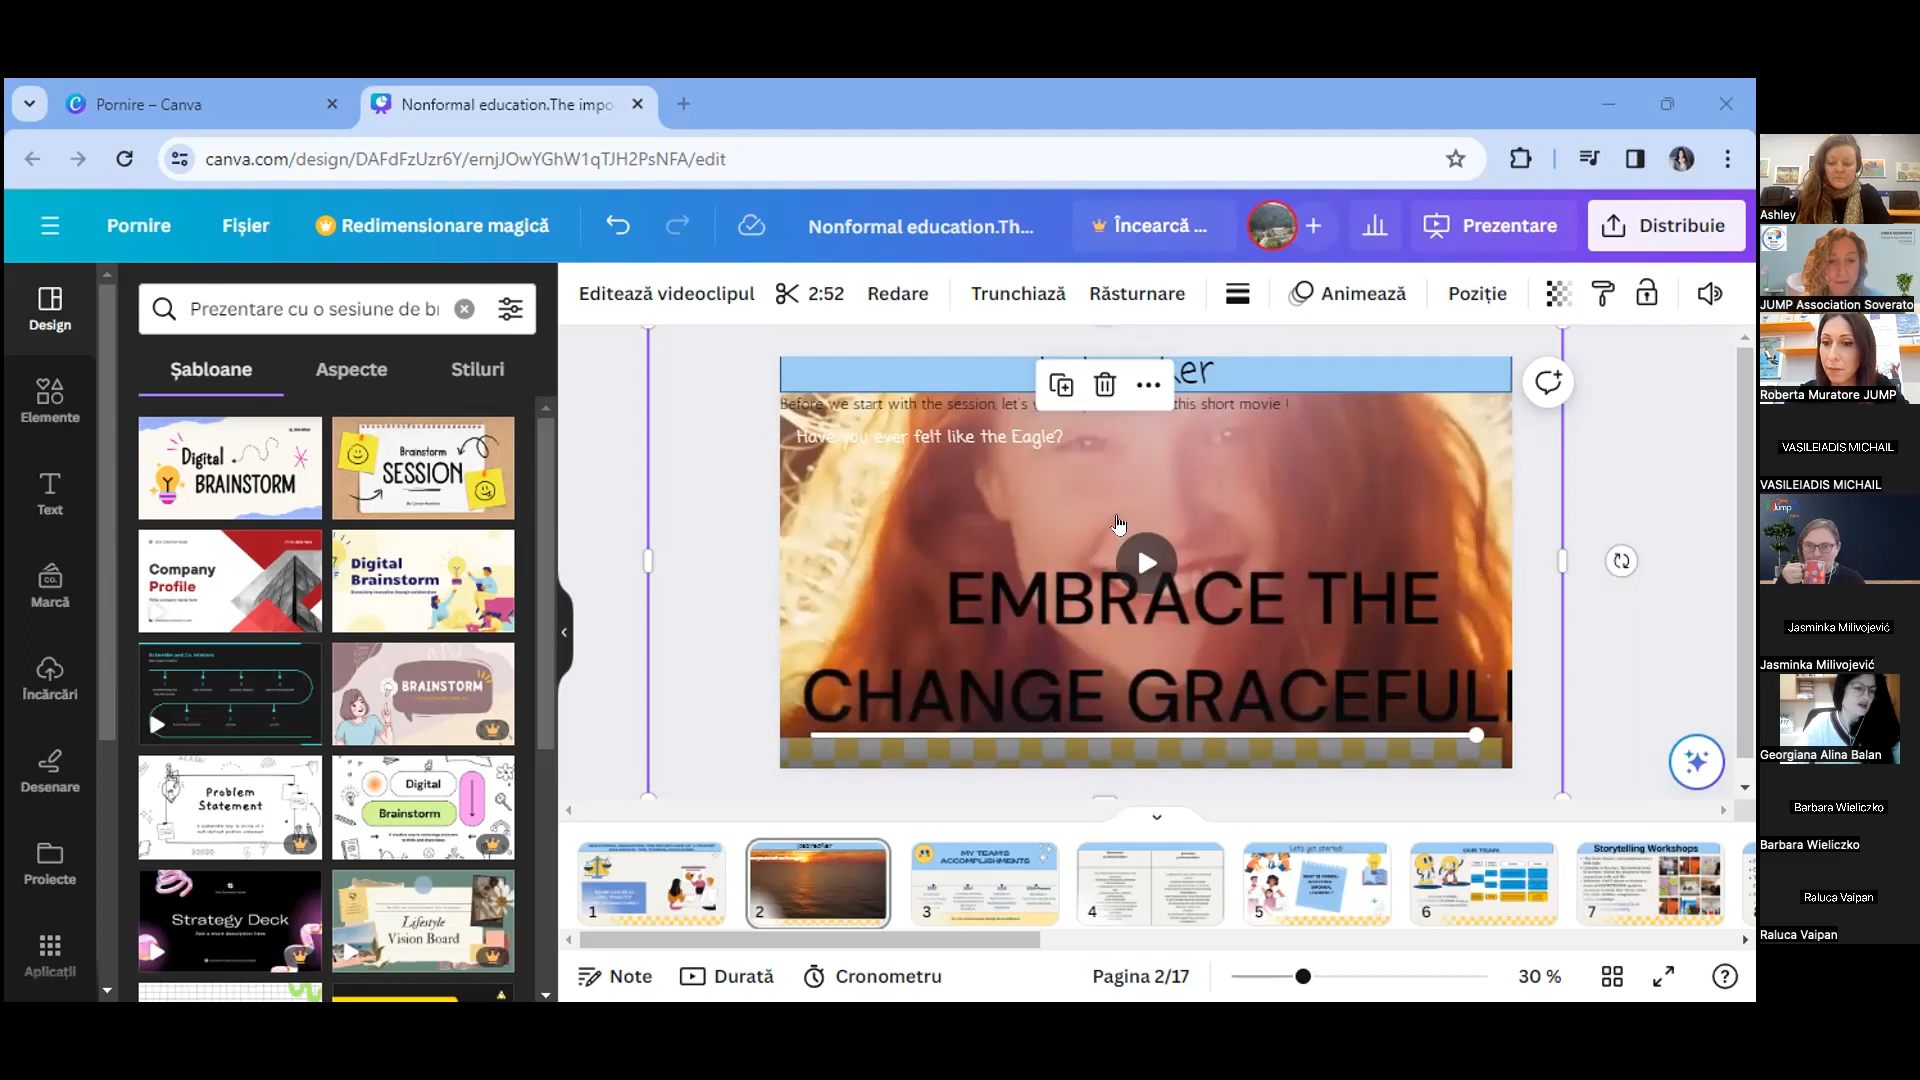 Pornire – Canva
Nonformal education.The impo
canva.com/design/DAFdFzUzr6Y/ernjJOwYGhW1qTJH2PsNFA/edit
Pornire
Fișier
Redimensionare magică
Nonformal education.Th...
Încearcă ...
Prezentare
Distribuie
Design
Elemente
Text
Marcă
Încărcări
Desenare
Proiecte
Aplicații
Prezentare cu o sesiune de br
Șabloane
Aspecte
Stiluri
Digital
BRAINSTORM
Brainstorm
SESSION
Company
Profile
Digital
Brainstorm
BRAINSTORM
Problem
Statement
Digital
Brainstorm
Strategy Deck
Lifestyle
Vision Board
Editează videoclipul
2:52
Redare
Trunchiază
Răsturnare
Animează
Poziție
Before we start with the session, let's
this short movie !
Have you ever felt like the Eagle?
EMBRACE THE
CHANGE GRACEFULL
1
2
MY TEAM'S
ACCOMPLISHMENTS
3
4
Let's get started!
5
OUR TEAM
6
Storytelling Workshops
7
Note
Durată
Cronometru
Pagina 2/17
30 %
Ashley
JUMP Association Soverato
Roberta Muratore JUMP
VASILEIADIS MICHAIL
VASILEIADIS MICHAIL
Jump
Jasminka Milivojević
Jasminka Milivojević
Georgiana Alina Balan
Barbara Wieliczko
Barbara Wieliczko
Raluca Vaipan
Raluca Vaipan